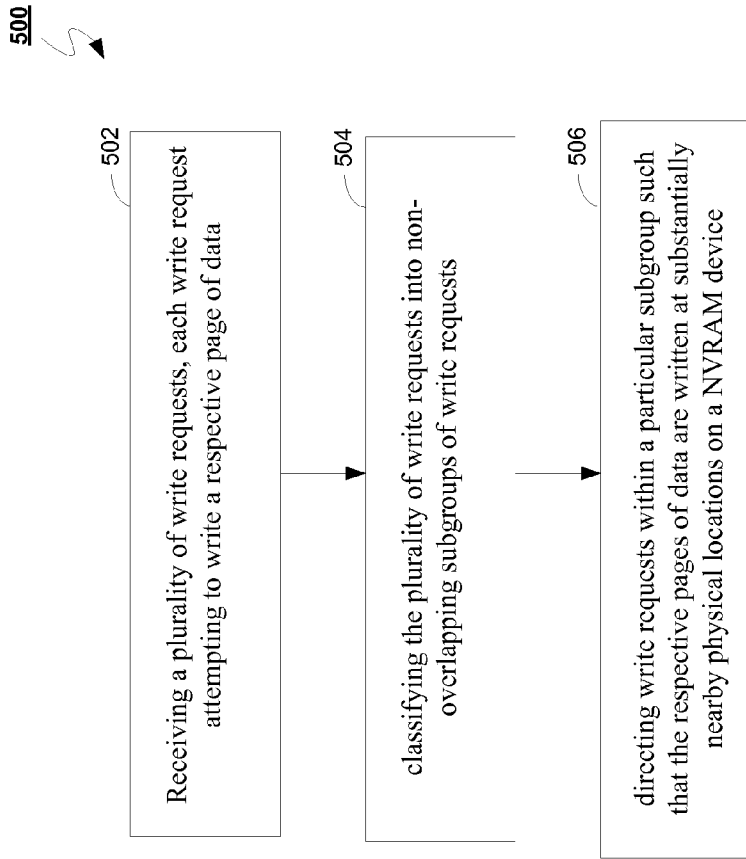 500
502
Receiving a plurality of write requests, each write request
attempting to write a respective page of data
504
classifying the plurality of write requests into non-
overlapping subgroups of write requests
506
directing write requests within a particular subgroup such
that the respective pages of data are written at substantially
nearby physical locations on a NVRAM device